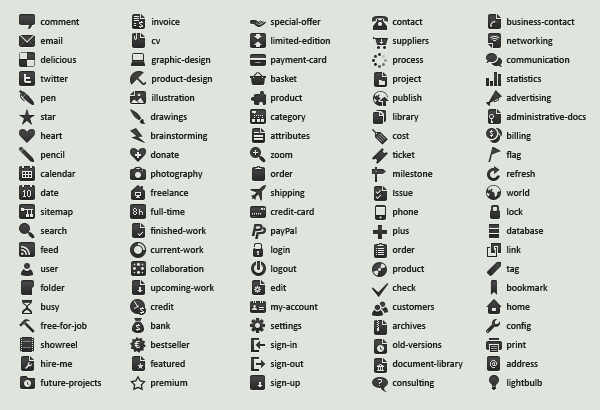 comment
email
delicious
twitter
pen
star
heart
pencil
calendar
date
sitemap
search
feed
user
folder
busy
free-for-job
showreel
hire-me
future-projects
invoice
cv
graphic-design
product-design
illustration
drawings
brainstorming
donate
photography
freelance
full-time
finished-work
current-work
collaboration
upcoming-work
credit
bank
bestseller
featured
premium
special-offer
limited-edition
payment-card
basket
product
category
attributes
zoom
order
shipping
credit-card
payPal
login
logout
edit
my-account
settings
sign-in
sign-out
sign-up
contact
suppliers
process
project
publish
library
cost
ticket
milestone
Issue
phone
plus
order
product
check
customers
archives
old-versions
document-library
consulting
business-contact
networking
communication
statistics
advertising
administrative-docs
billing
flag
refresh
world
lock
database
link
tag
bookmark
home
config
print
address
lightbulb